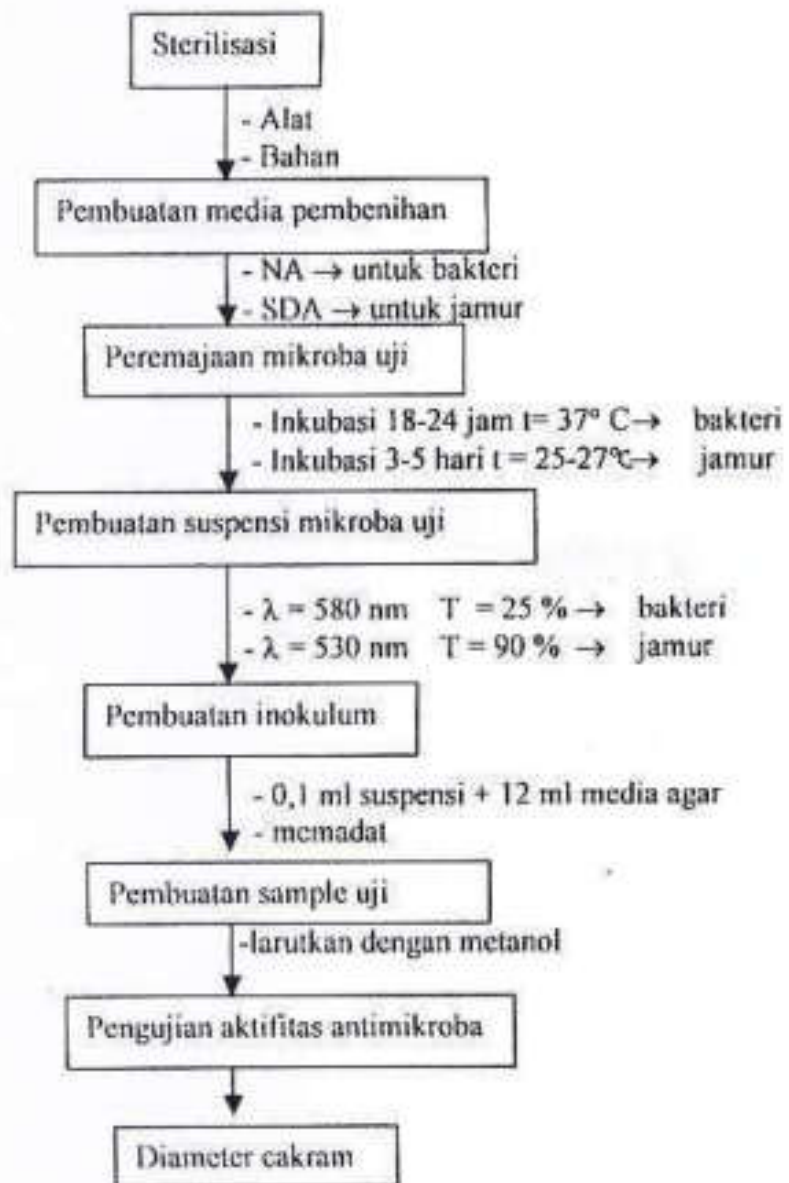 Sterilisasi
- Alat
- Bahan
Pembuatan media pembenihan
- NA → untuk bakteri
- SDA → untuk jamur
Peremajaan mikroba uji
- Inkubasi 18-24 jam t= 37° C→ bakteri
- Inkubasi 3-5 hari t = 25-27℃→ jamur
Pembuatan suspensi mikroba uji
- λ = 580 nm T = 25 % → bakteri
- λ = 530 nm T = 90 % → jamur
Pembuatan inokulum
- 0,1 ml suspensi + 12 ml media agar
- memadat
Pembuatan sample uji
-larutkan dengan metanol
Pengujian aktifitas antimikroba
Diameter cakram